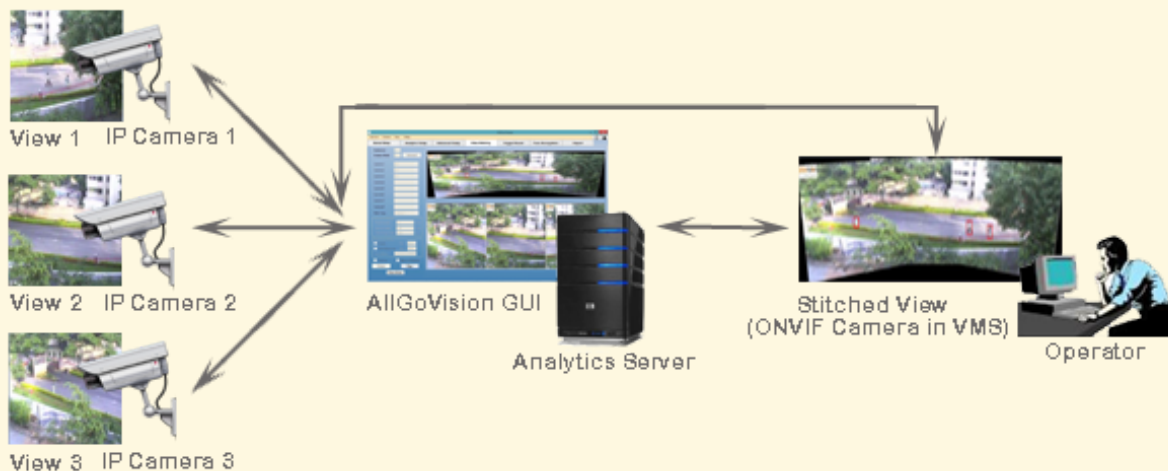 View 1 IP Camera 1
View 2 IP Camera 2
View 3 IP Camera 3
AllGoVision GUI
Analytics Server
Stitched View
(ONVIF Camera in VMS)
Operator